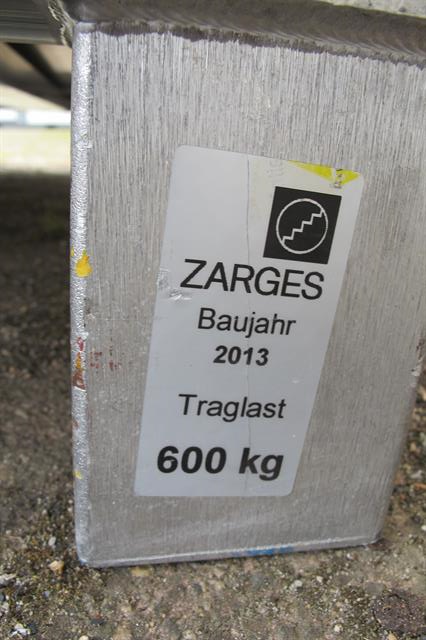 ZARGES
Baujahr
2013
Traglast
600 kg